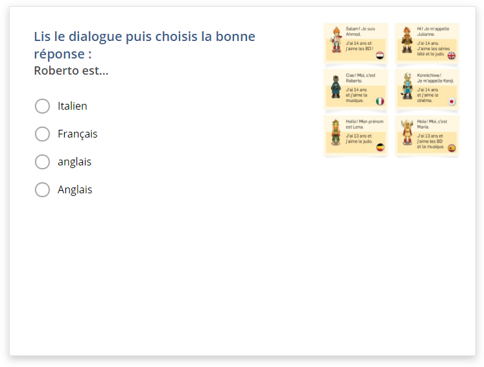 Lis le dialogue puis choisis la bonne
réponse :
Roberto est...
Italien
Français
anglais
Anglais
Salam! Je suis
Ahmed.
J'ai 14 ans et
j'aime les BD !
Hi! Je m'appelle
Julianne.
J'ai 14 ans.
J'aime les séries
télé et le judo.
Ciao! Moi, c'est
Roberto.
J'ai 14 ans
et j'aime la
musique.
Konnichiwa!
Je m'appelle Kenji.
J'ai 14 ans
et j'aime le
cinéma.
Hallo! Mon prénom
est Lena.
J'ai 13 ans et
j'aime le judo.
Hola! Moi, c'est
María.
J'ai 13 ans et
j'aime les BD
et la musique.